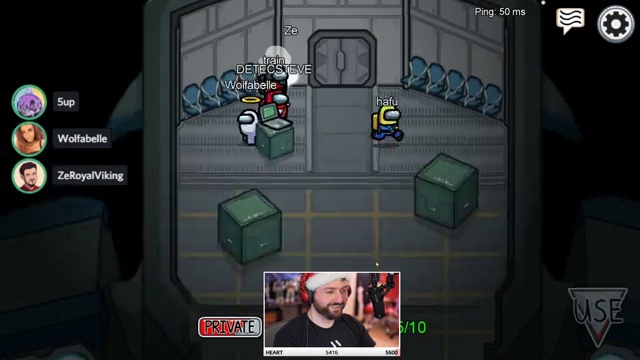 Ping: 50 ms
Ze
train
DETECSTEVE
Wolfabelle
hafu
5up
Wolfabelle
ZeRoyalViking
USE
PRIVATE
/10
HEART 5416 5600